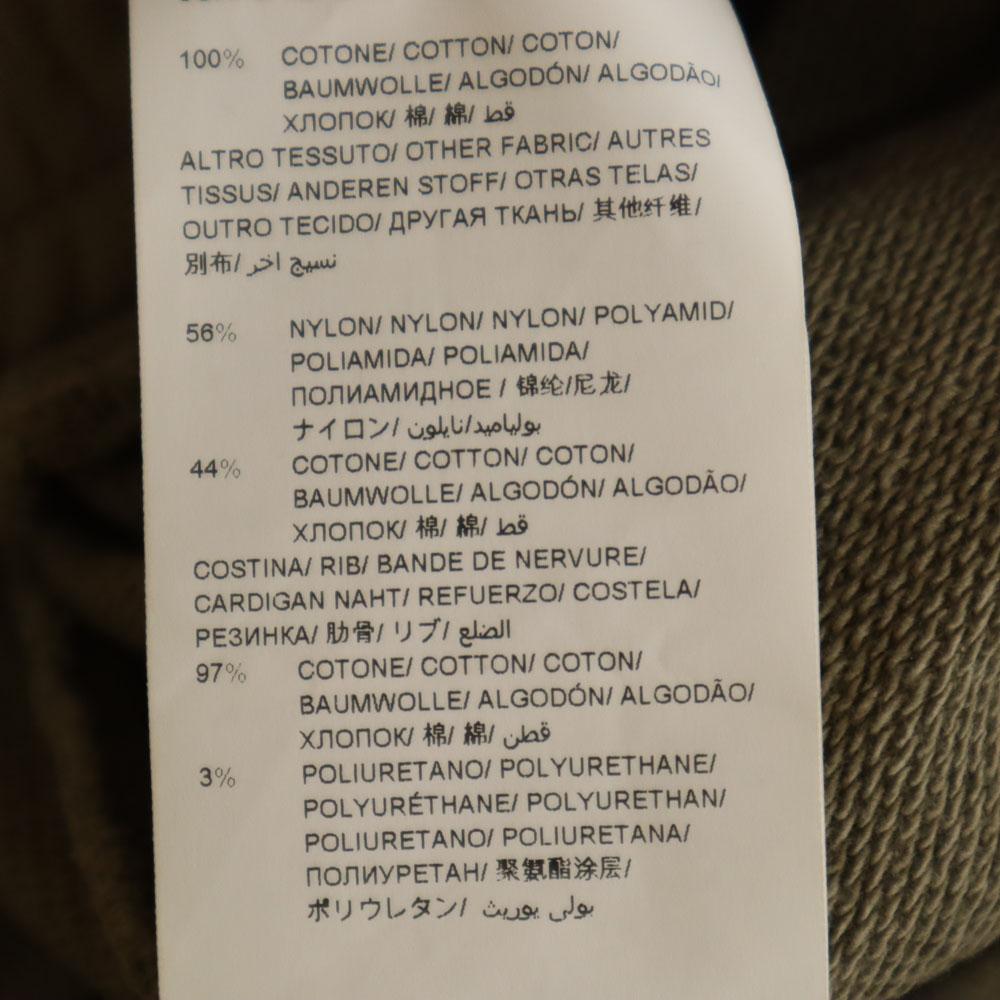 100% COTONE/ COTTON/ COTON/
BAUMWOLLE/ ALGODÓN/ ALGODÃO/
ХЛОПОК/ 棉/ 綿/ قط
ALTRO TESSUTO/ OTHER FABRIC/ AUTRES
TISSUS/ ANDEREN STOFF/ OTRAS TELAS/
OUTRO TECIDO/ ДРУГАЯ ТКАНЬ/ 其他纤维/
別布/ نسيج اخر
56% NYLON/ NYLON/ NYLON/ POLYAMID/
POLIAMIDA/ POLIAMIDA/
ПОЛИАМИДНОЕ / 锦纶/尼龙/
ナイロン/ بولياميد/نايلون
44% COTONE/ COTTON/ COTON/
BAUMWOLLE/ ALGODÓN/ ALGODÃO/
ХЛОПОК/ 棉/ 綿/ قط
COSTINA/ RIB/ BANDE DE NERVURE/
CARDIGAN NAHT/ REFUERZO/ COSTELA/
РЕЗИНКА/ 肋骨/ リブ/ الضلع
97% COTONE/ COTTON/ COTON/
BAUMWOLLE/ ALGODÓN/ ALGODÃO/
ХЛОПОК/ 棉/ 綿/ قطن
3% POLIURETANO/ POLYURETHANE/
POLYURÉTHANE/ POLYURETHAN/
POLIURETANO/ POLIURETANA/
ПОЛИУРЕТАН/ 聚氨酯涂层/
ポリウレタン/ بولى يوريث